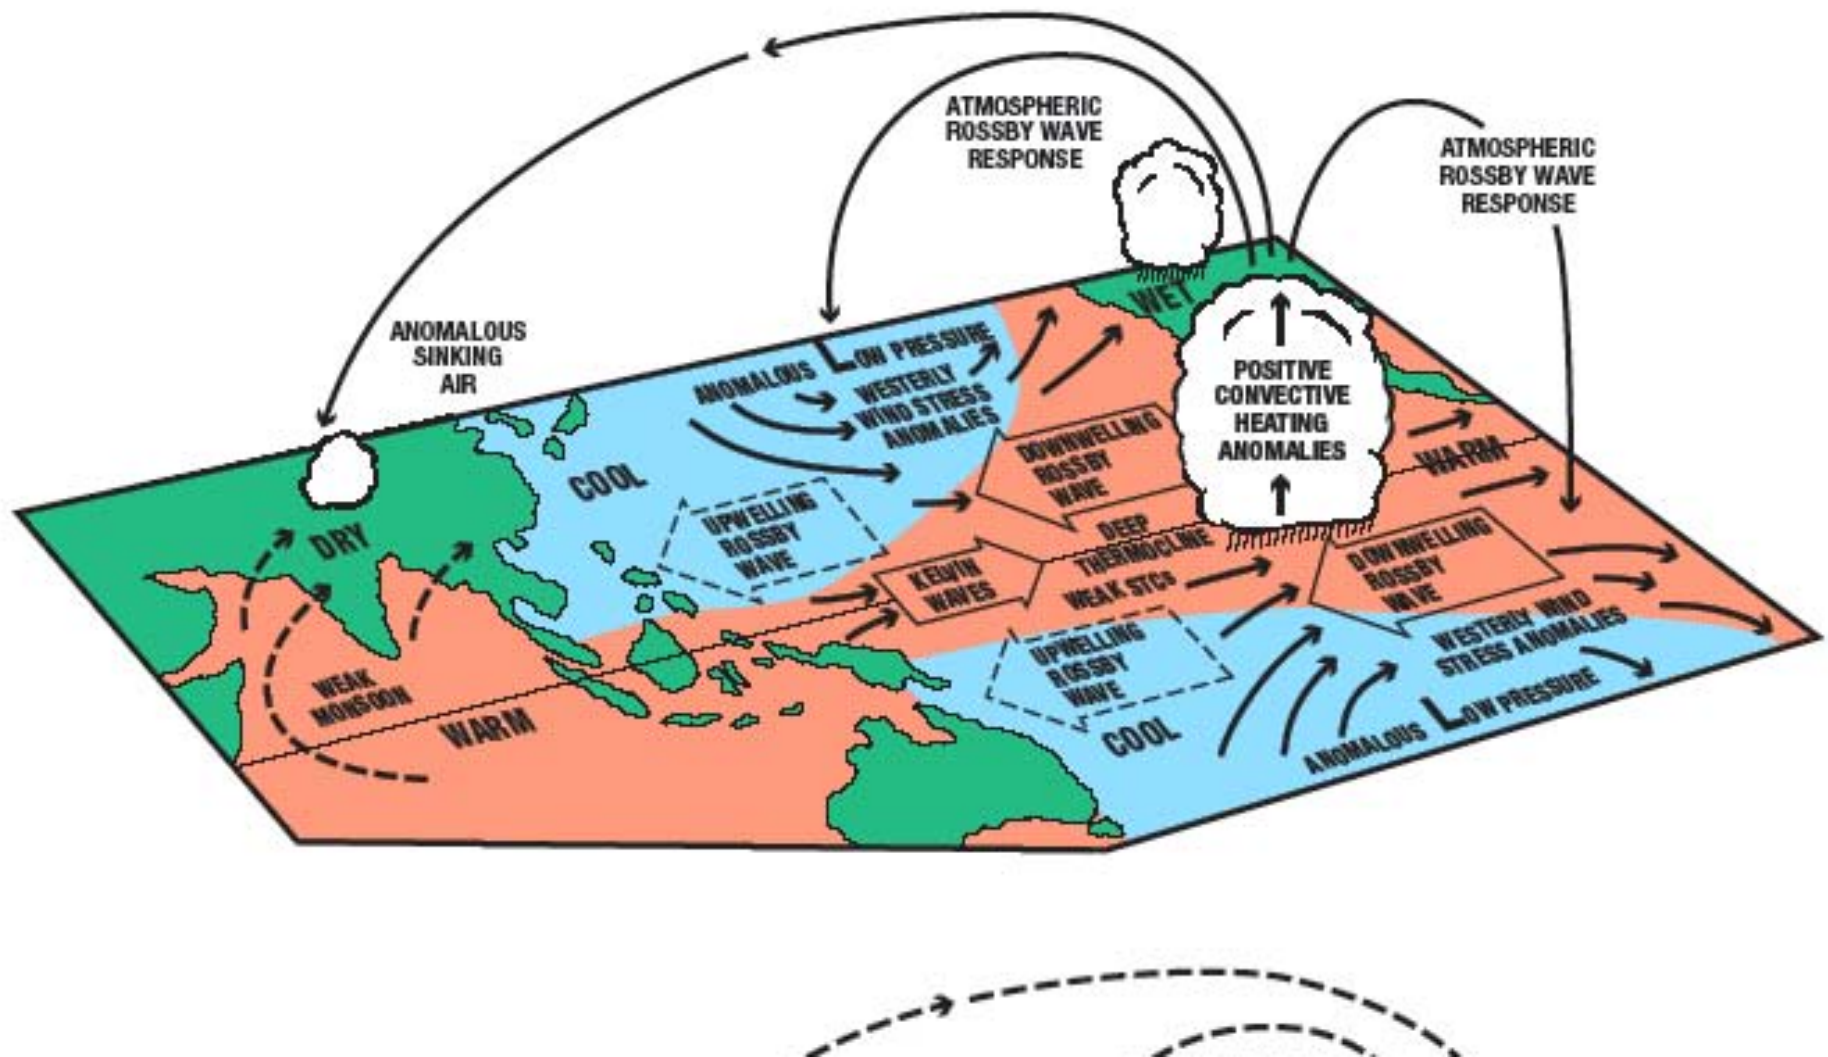 ATMOSPHERIC
ROSSBY WAVE
RESPONSE
ATMOSPHERIC
ROSSBY WAVE
RESPONSE
ANOMALOUS
SINKING
AIR
WET
ANOMALOUS LOW PRESSURE
WESTERLY
WIND STRESS
ANOMALIES
POSITIVE
CONVECTIVE
HEATING
ANOMALIES
WARM
COOL
DOWNWELLING
ROSSBY
WAVE
UPWELLING
ROSSBY
WAVE
DRY
DEEP
THERMOCLINE
WEAK STCs
KELVIN
WAVES
DOWNWELLING
ROSSBY
WAVE
UPWELLING
ROSSBY
WAVE
WESTERLY WIND
STRESS ANOMALIES
WEAK
MONSOON
WARM
COOL
ANOMALOUS LOW PRESSURE